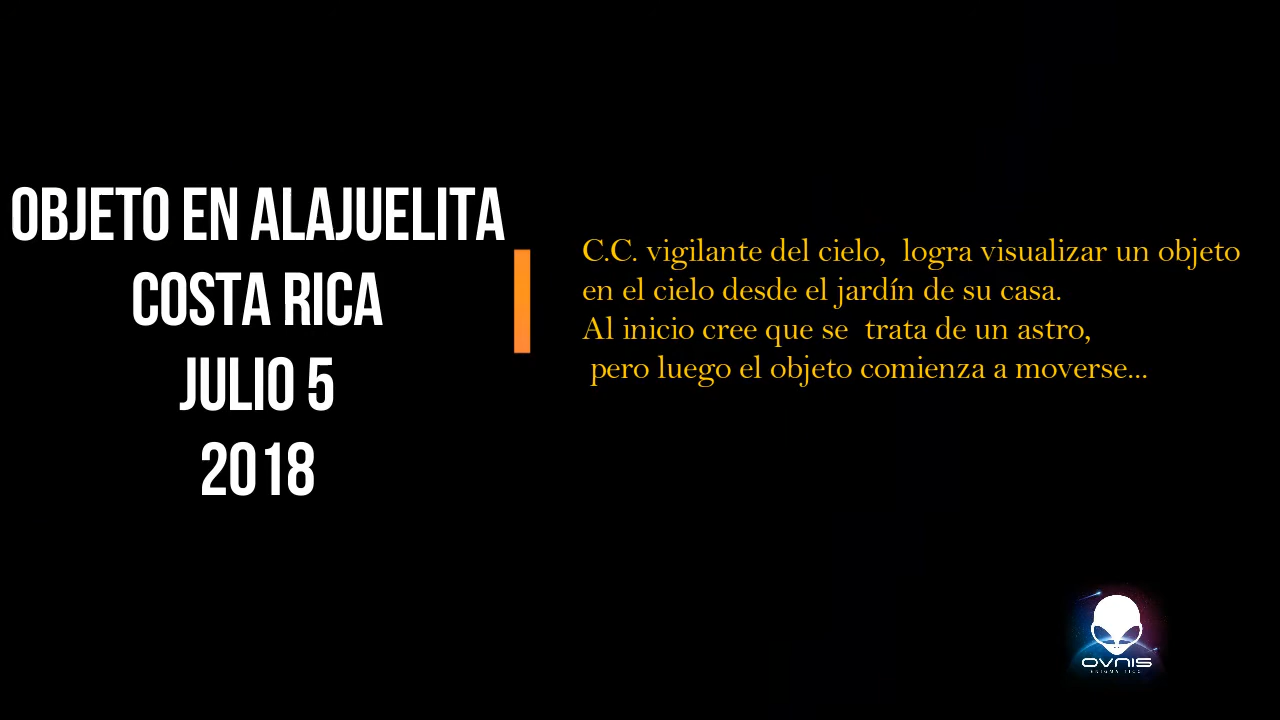 OBJETO EN ALAJUELITA
COSTA RICA
JULIO 5
2018
C.C. vigilante del cielo,  logra visualizar un objeto
en el cielo desde el jardín de su casa.
Al inicio cree que se  trata de un astro,
pero luego el objeto comienza a moverse...
OVNIS